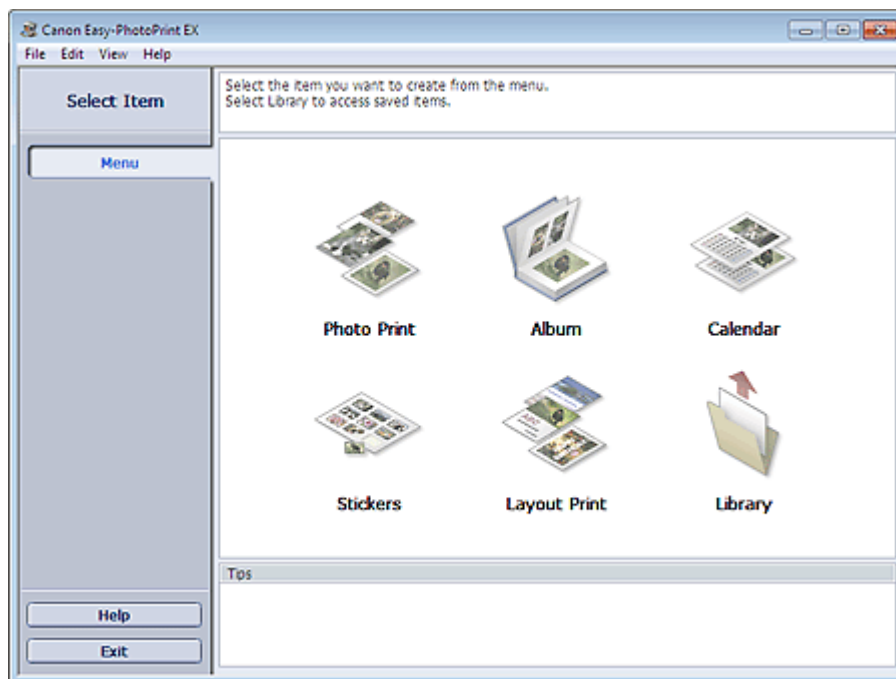 Canon Easy-PhotoPrint EX
File Edit View Help
Select Item
Select the item you want to create from the menu.
Select Library to access saved items.
Menu
Photo Print
Album
Calendar
Stickers
Layout Print
Library
Tips
Help
Exit